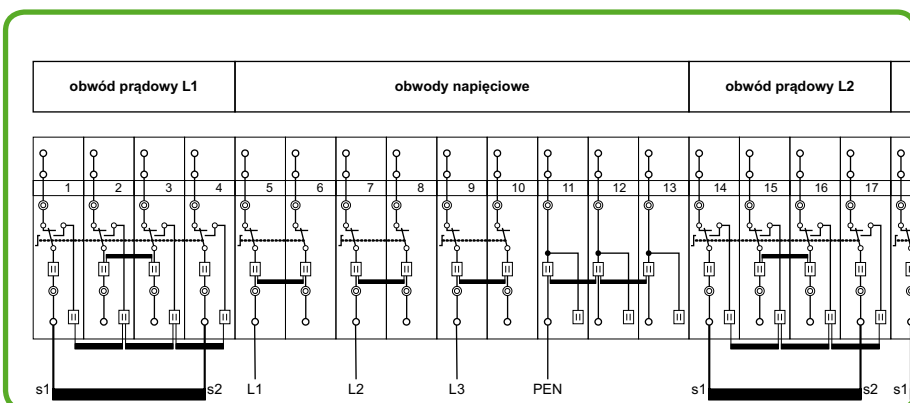 obwód prądowy L1 obwody napięciowe obwód prądowy L2
1 2 3 4 5 6 7 8 9 10 11 12 13 14 15 16 17
s1 s2 L1 L2 L3 PEN s1 s2 s1